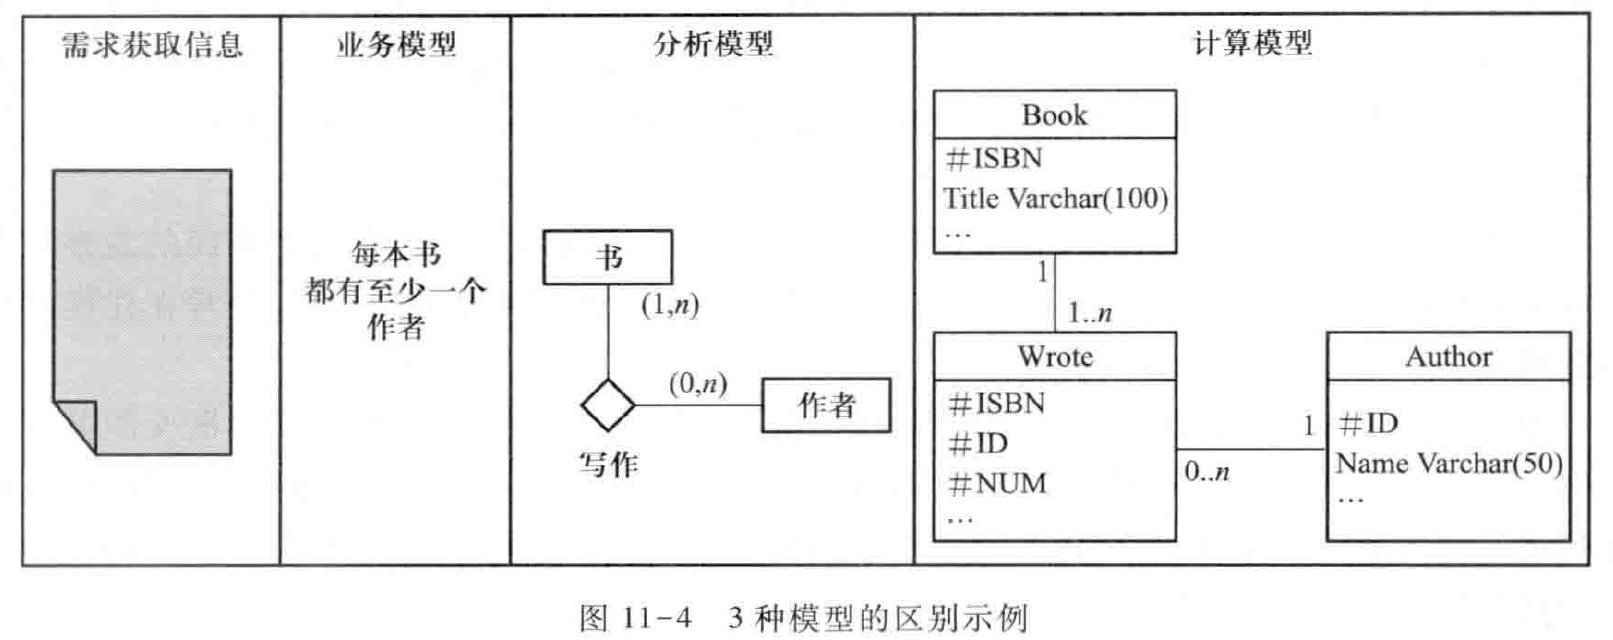 需求获取信息
业务模型
每本书
都有至少一个
作者
分析模型
书
(1,n)
(0,n)
作者
写作
计算模型
Book
#ISBN
Title Varchar(100)
...
1
1..n
Wrote
#ISBN
#ID
#NUM
...
1
0..n
Author
#ID
Name Varchar(50)
...
图 11-4 3 种模型的区别示例